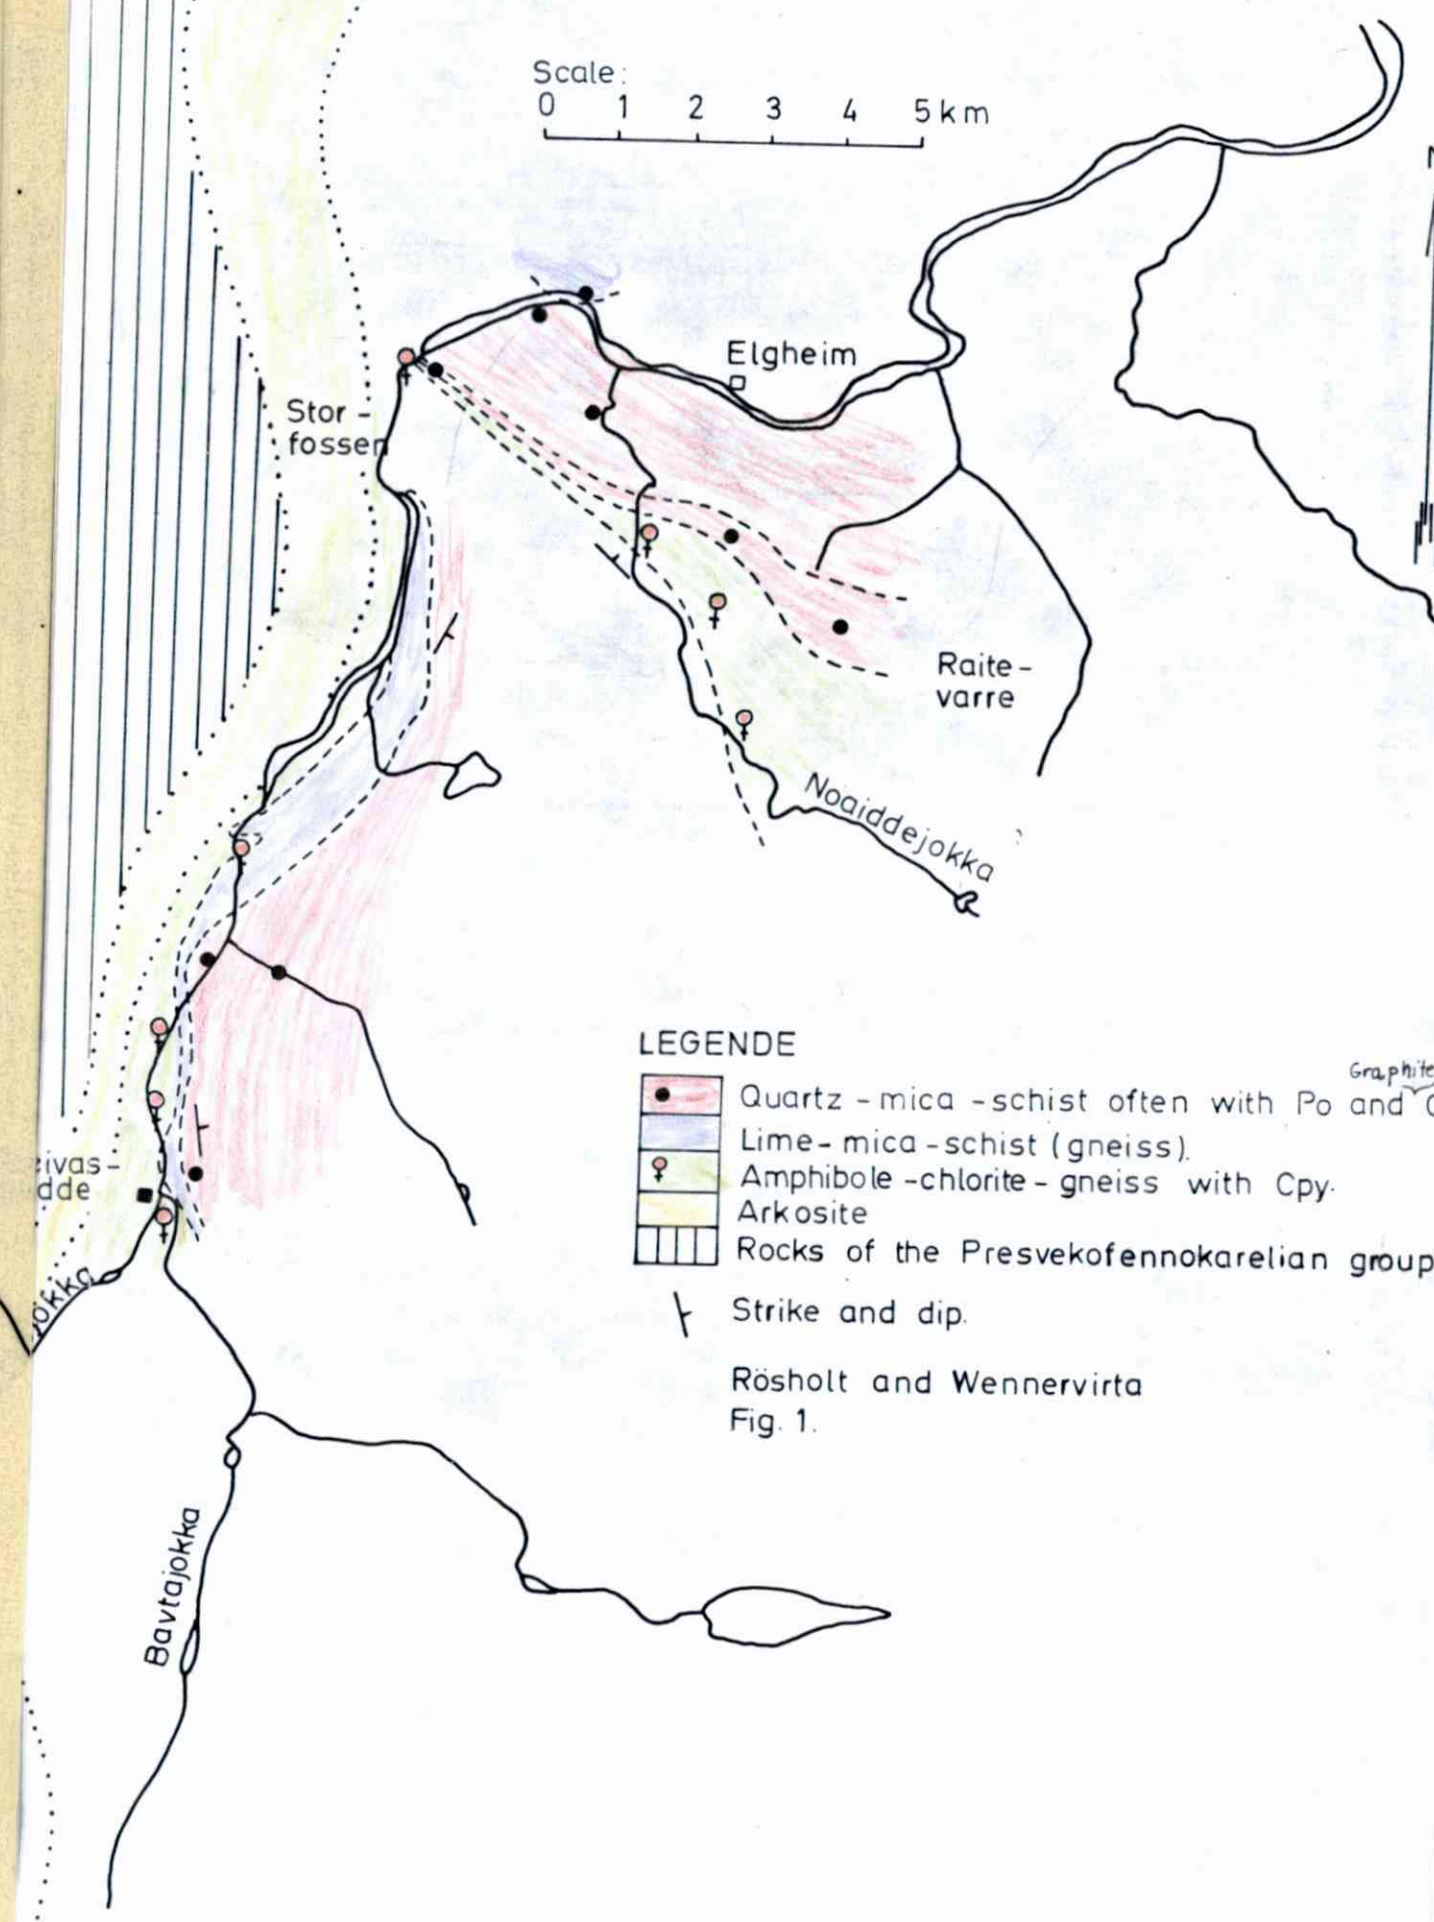 Scale:
0 1 2 3 4 5 km
Elgheim
Stor-
fossen
Raite-
varre
Noaiddejokka
LEGENDE
Graphite
Quartz-mica-schist often with Po and
Lime-mica-schist (gneiss).
Amphibole-chlorite-gneiss with Cpy.
Arkosite
Rocks of the Presvekofennokarelian group
Strike and dip.
Rösholt and Wennervirta
Fig. 1.
Bavtajokka